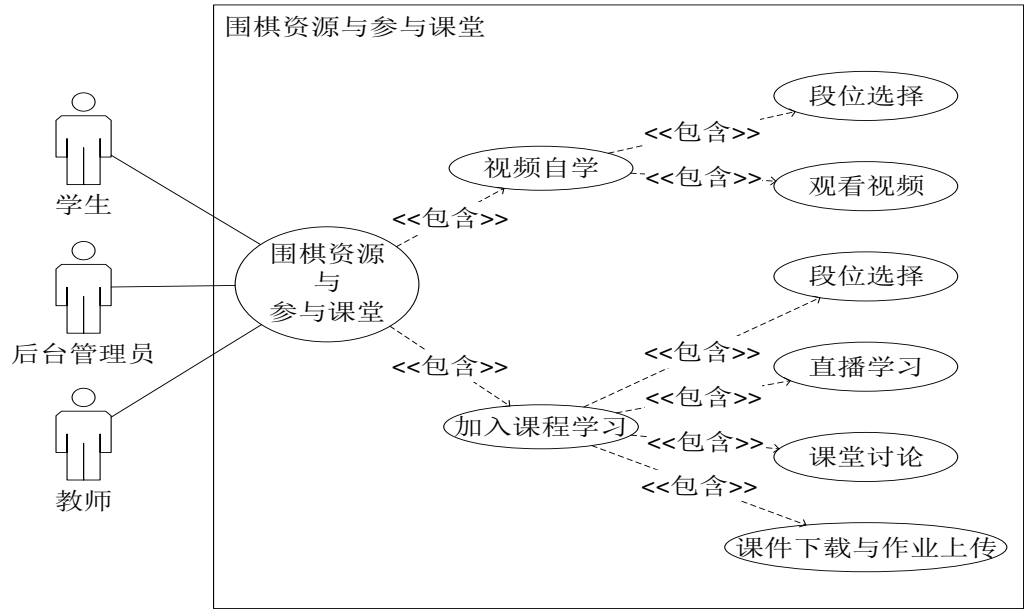 围棋资源与参与课堂
段位选择
<<包含>>
视频自学
<<包含>>
观看视频
学生
<<包含>>
围棋资源
与
参与课堂
段位选择
后台管理员
<<包含>>
<<包含>>
直播学习
<<包含>>
加入课程学习
<<包含>>
课堂讨论
<<包含>>
教师
课件下载与作业上传